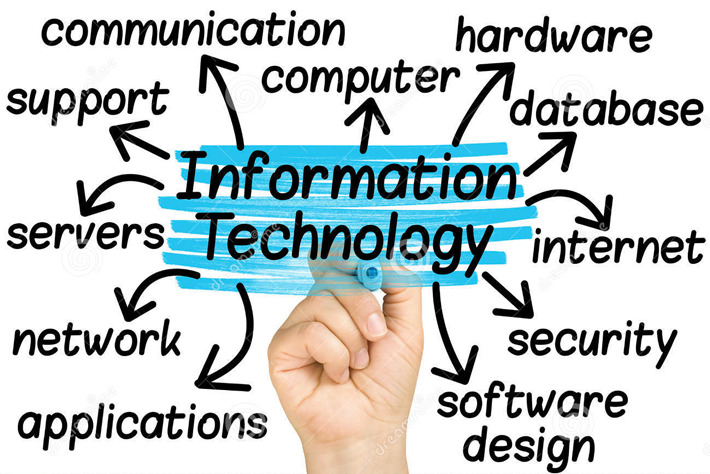 communication
hardware
computer
support
database
Information
Technology
servers
internet
network
security
applications
software
design